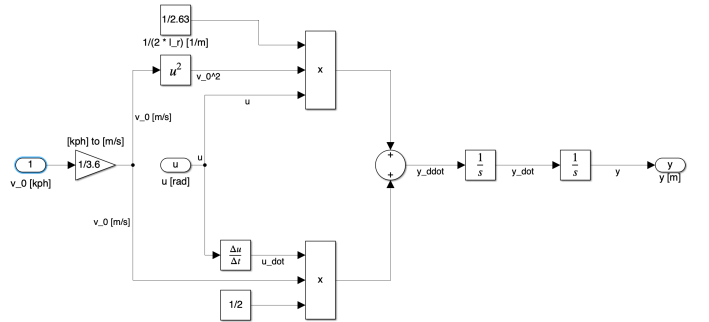 1/2.63
1/(2 * l_r) [1/m]
u²
v_0^2
x
v_0 [m/s]
u
[kph] to [m/s]
1
1/3.6
v_0 [kph]
u
u
u [rad]
+
+
y_ddot
1
s
y_dot
1
s
y
y
y [m]
v_0 [m/s]
Δu
Δt
u_dot
x
1/2